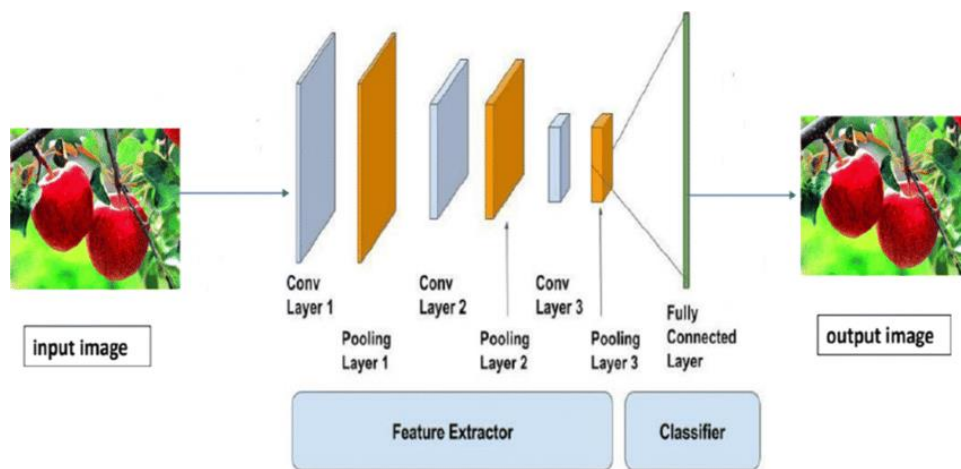 input image
Conv
Layer 1
Pooling
Layer 1
Conv
Layer 2
Pooling
Layer 2
Conv
Layer 3
Pooling
Layer 3
Fully
Connected
Layer
output image
Feature Extractor
Classifier